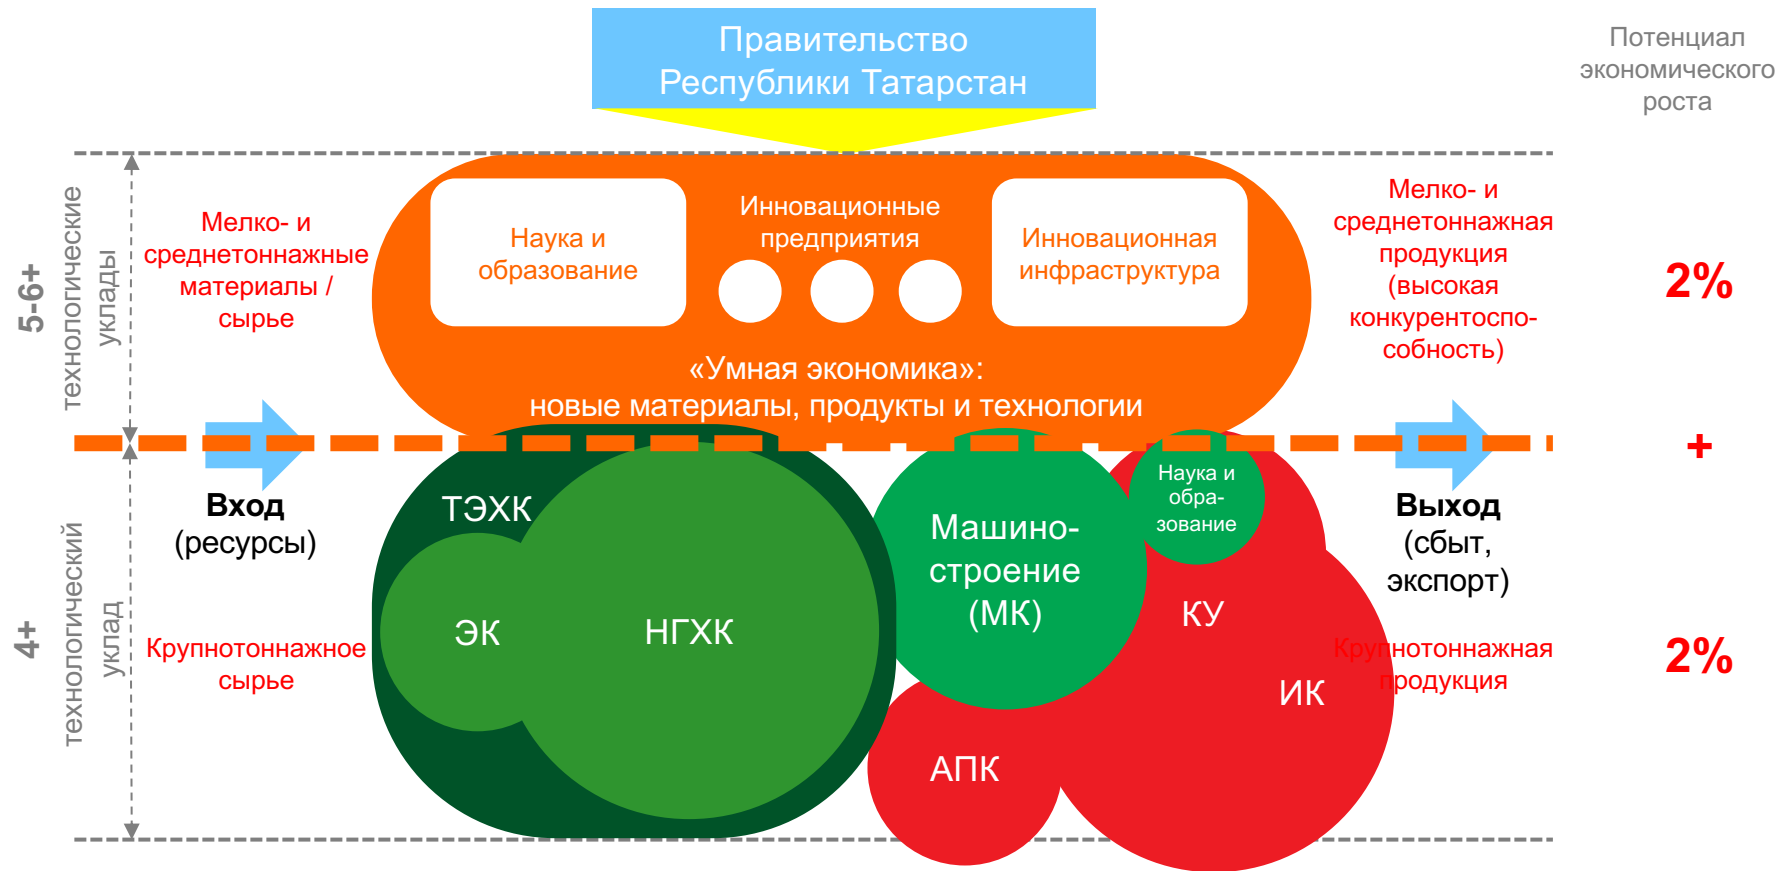 Правительство
Республики Татарстан
Потенциал
экономического
роста
5-6+
технологические
уклады
Мелко- и
среднетоннажные
материалы /
сырье
Наука и
образование
Инновационные
предприятия
Инновационная
инфраструктура
«Умная экономика»:
новые материалы, продукты и технологии
Мелко- и
среднетоннажная
продукция
(высокая
конкурентоспо-
собность)
2%
+
Вход
(ресурсы)
Выход
(сбыт,
экспорт)
4+
технологический
уклад
Крупнотоннажное
сырье
ТЭХК
ЭК
НГХК
Машино-
строение
(МК)
Наука и
обра-
зование
КУ
ИК
АПК
Крупнотоннажная
продукция
2%